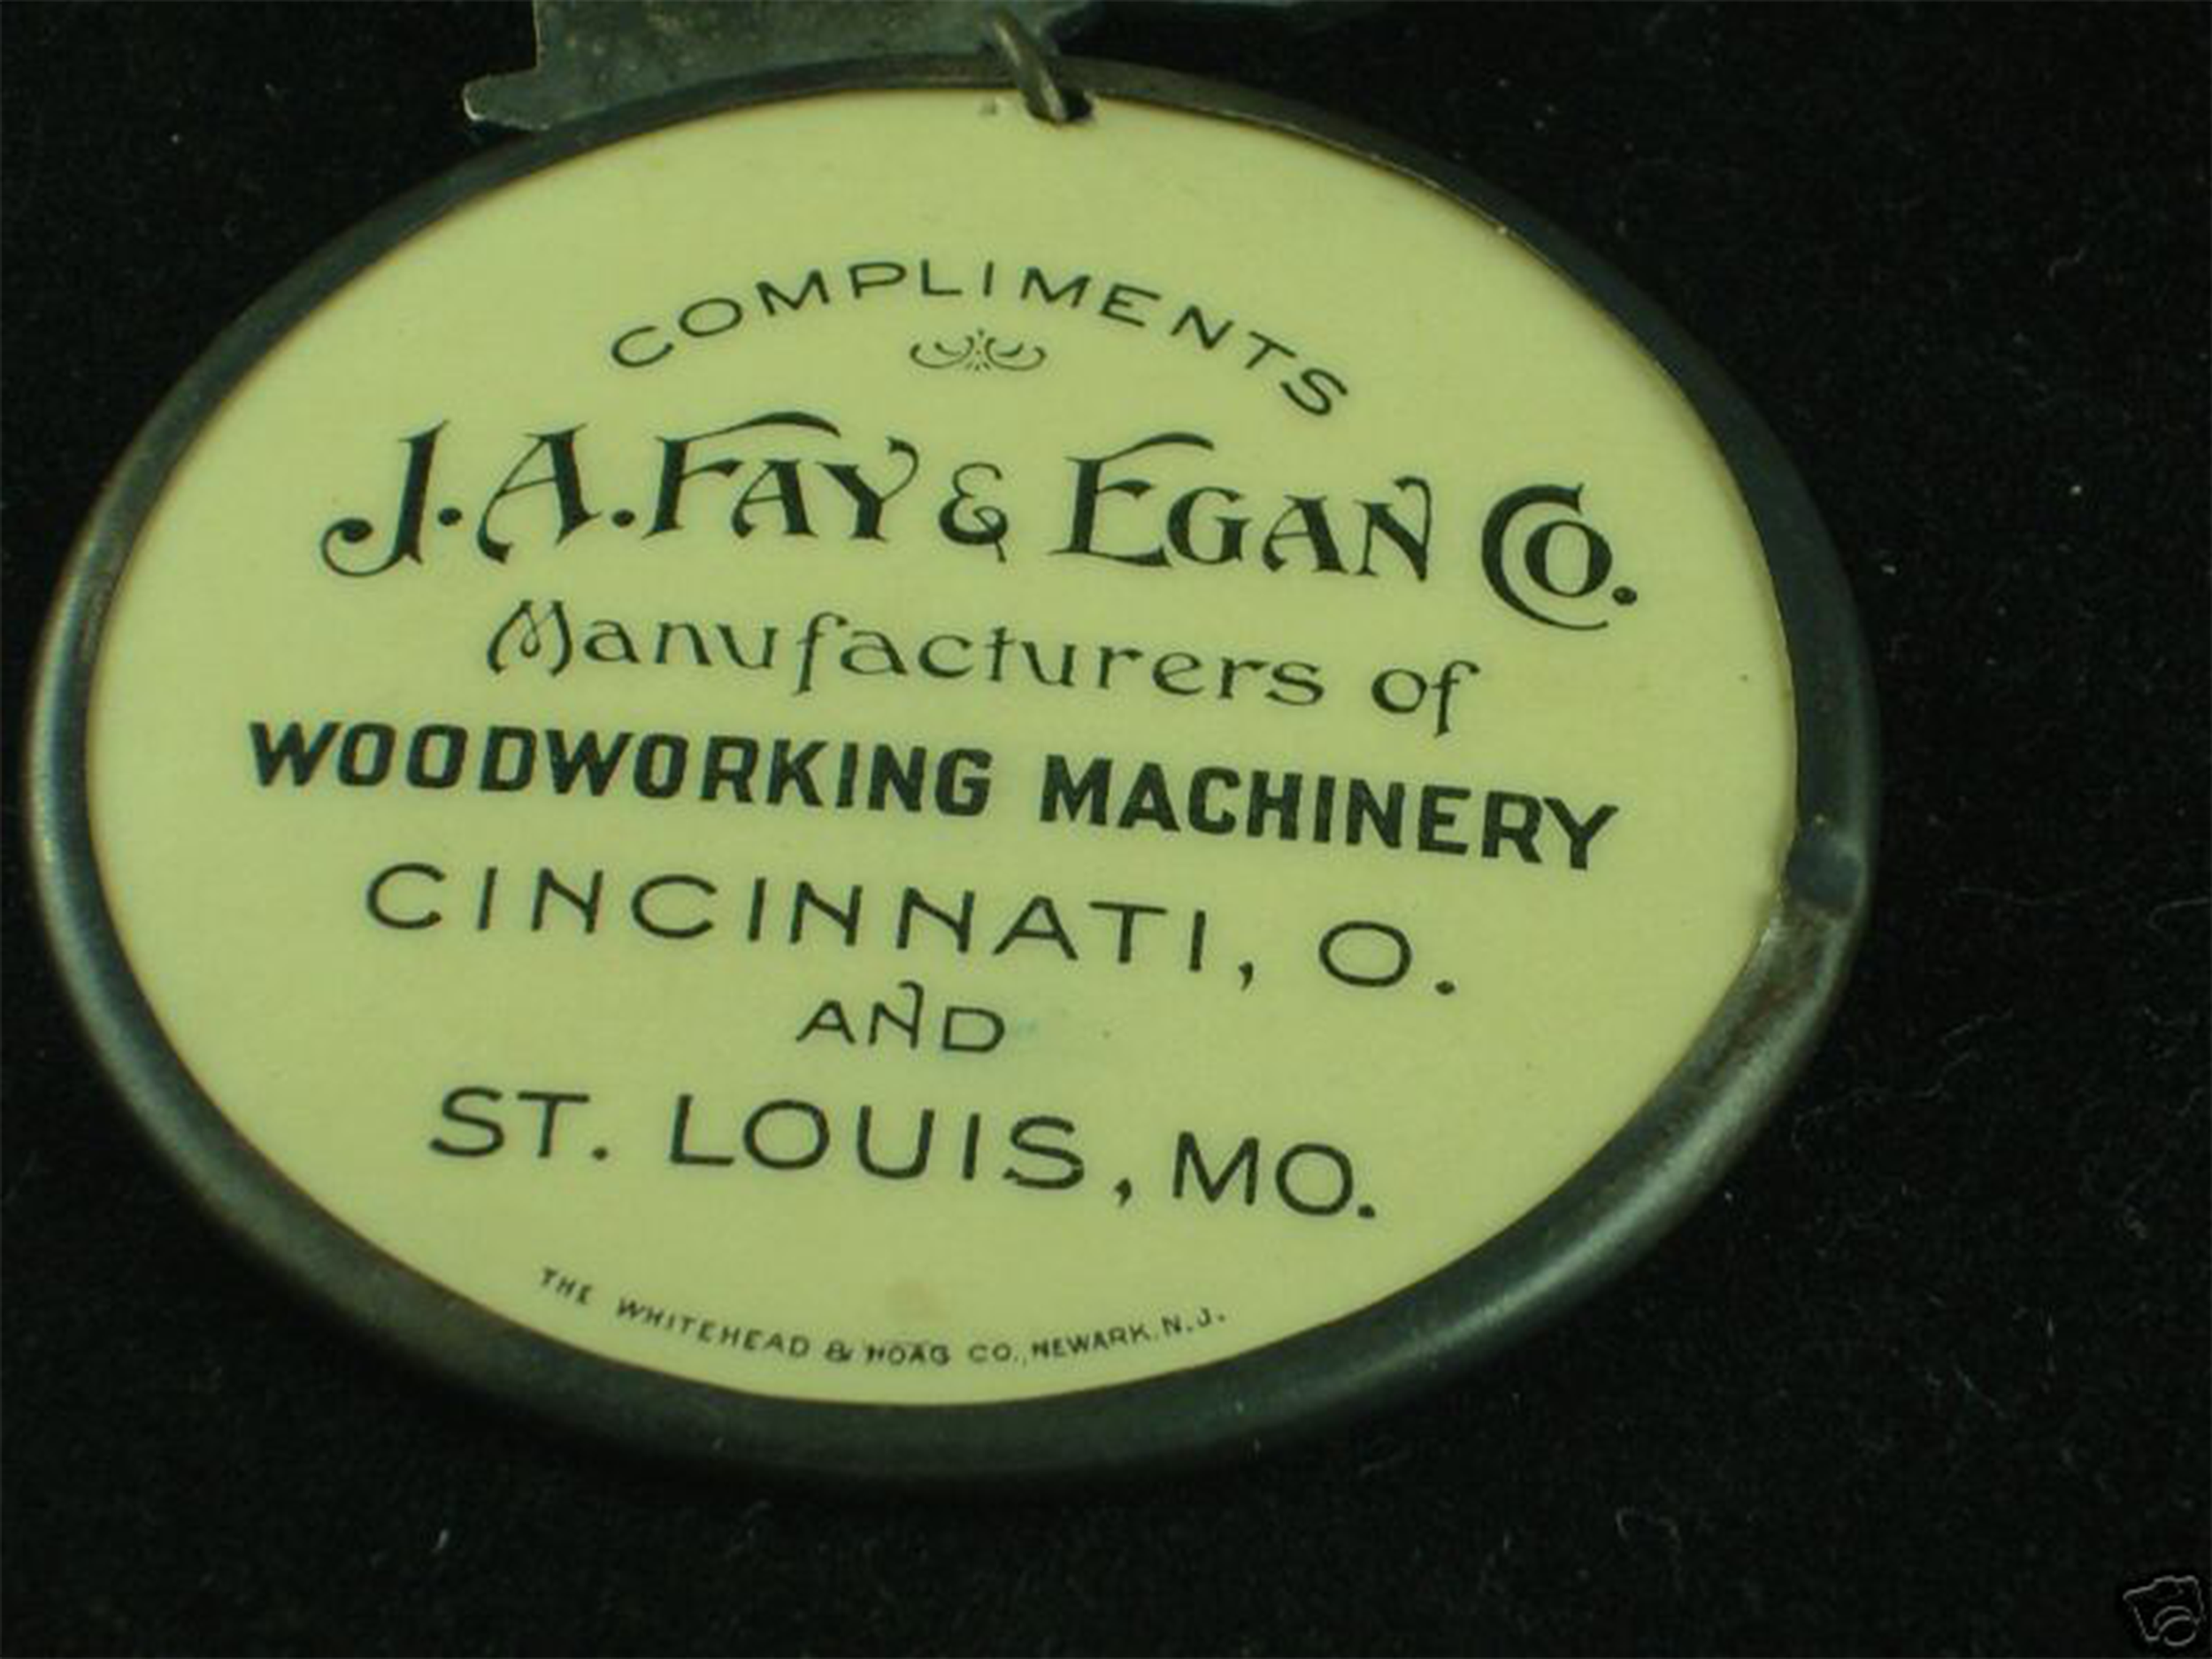 COMPLIMENTS
J.A. FAY & EGAN CO.
Manufacturers of
WOODWORKING MACHINERY
CINCINNATI, O.
AND
ST. LOUIS, MO.
THE WHITEHEAD & HOAG CO., NEWARK, N.J.